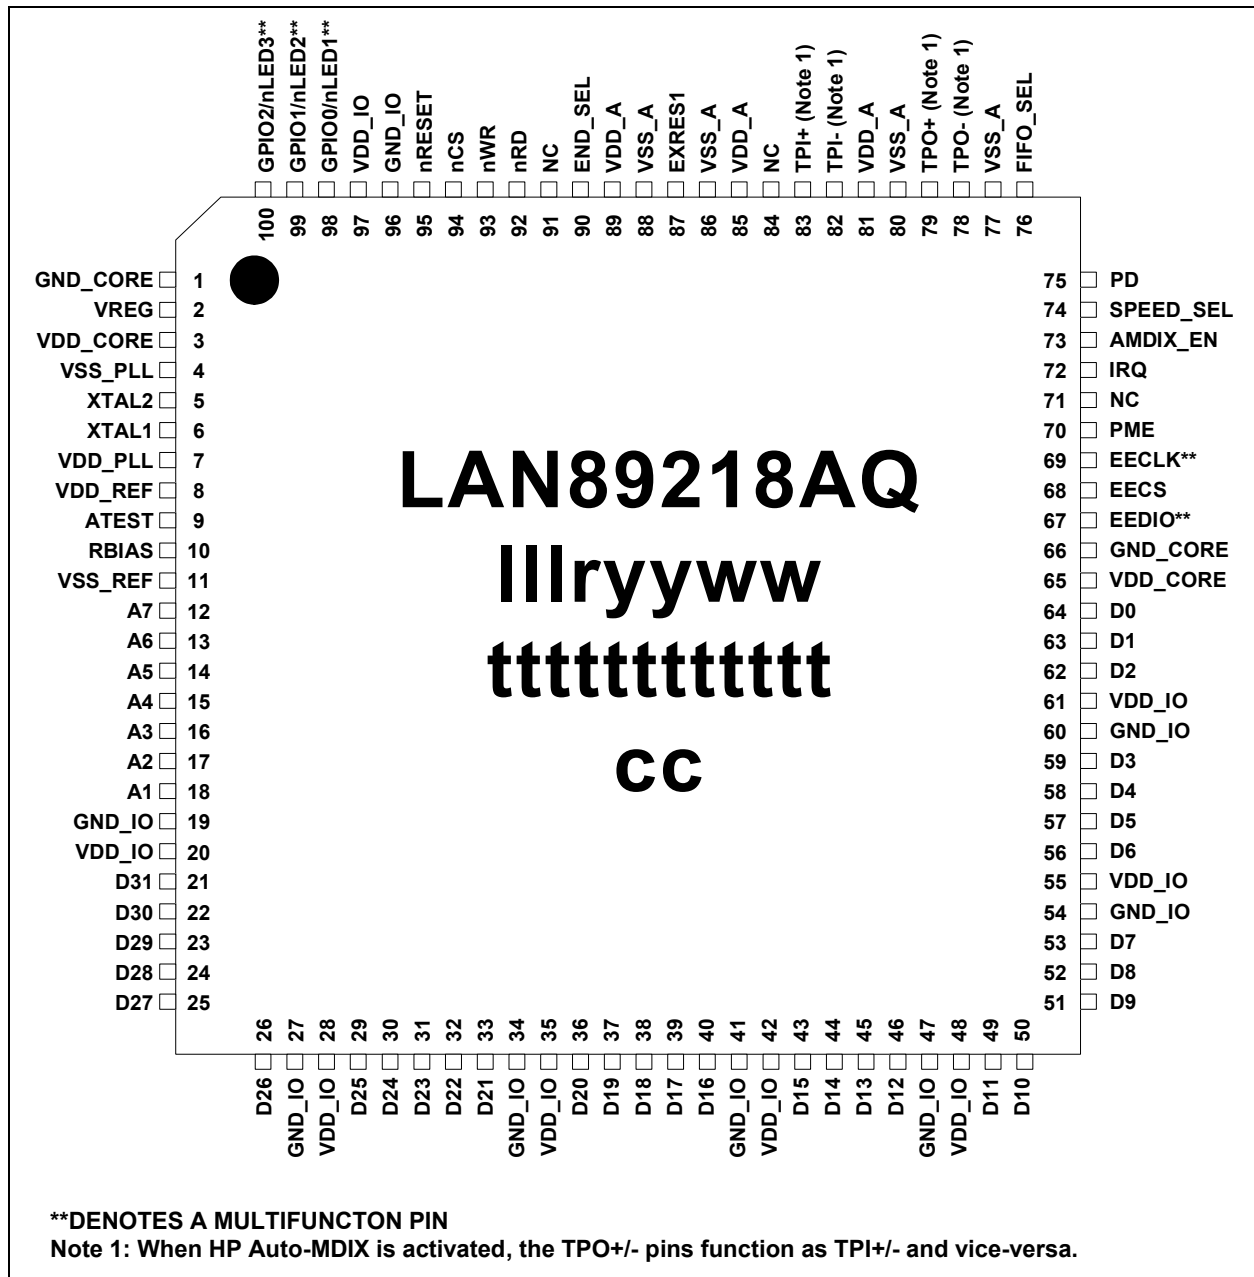 GPIO2/nLED3**
GPIO1/nLED2**
GPIO0/nLED1**
VDD_IO
GND_IO
nRESET
nCS
nWR
nRD
NC
END_SEL
VDD_A
VSS_A
EXRES1
VSS_A
VDD_A
NC
TPI+ (Note 1)
TPI- (Note 1)
VDD_A
VSS_A
TPO+ (Note 1)
TPO- (Note 1)
VSS_A
FIFO_SEL
100
99
98
97
96
95
94
93
92
91
90
89
88
87
86
85
84
83
82
81
80
79
78
77
76
GND_CORE 1
VREG 2
VDD_CORE 3
VSS_PLL 4
XTAL2 5
XTAL1 6
VDD_PLL 7
VDD_REF 8
ATEST 9
RBIAS 10
VSS_REF 11
A7 12
A6 13
A5 14
A4 15
A3 16
A2 17
A1 18
GND_IO 19
VDD_IO 20
D31 21
D30 22
D29 23
D28 24
D27 25
LAN89218AQ
lllryyww
tttttttttttt
cc
75 PD
74 SPEED_SEL
73 AMDIX_EN
72 IRQ
71 NC
70 PME
69 EECLK**
68 EECS
67 EEDIO**
66 GND_CORE
65 VDD_CORE
64 D0
63 D1
62 D2
61 VDD_IO
60 GND_IO
59 D3
58 D4
57 D5
56 D6
55 VDD_IO
54 GND_IO
53 D7
52 D8
51 D9
26
27
28
29
30
31
32
33
34
35
36
37
38
39
40
41
42
43
44
45
46
47
48
49
50
D26
GND_IO
VDD_IO
D25
D24
D23
D22
D21
GND_IO
VDD_IO
D20
D19
D18
D17
D16
GND_IO
VDD_IO
D15
D14
D13
D12
GND_IO
VDD_IO
D11
D10
**DENOTES A MULTIFUNCTON PIN
Note 1: When HP Auto-MDIX is activated, the TPO+/- pins function as TPI+/- and vice-versa.